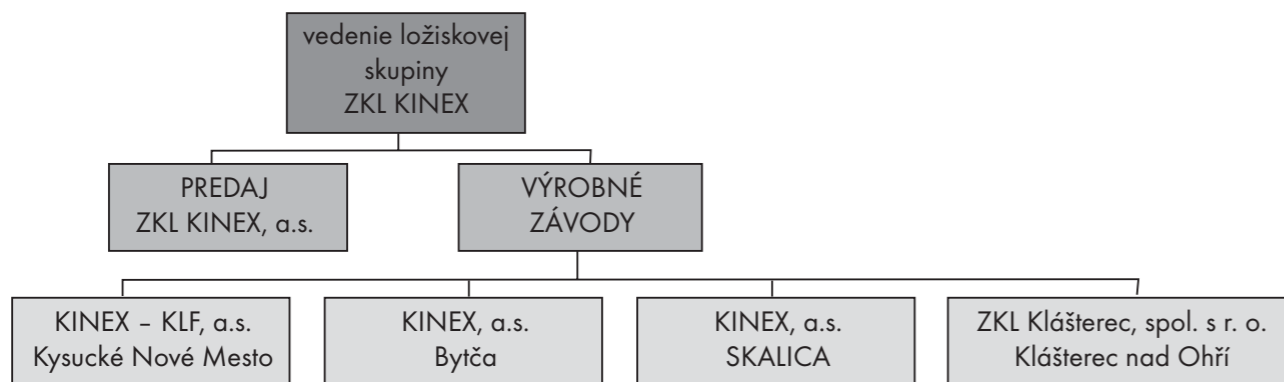 vedenie ložiskovej
skupiny
ZKL KINEX
PREDAJ
ZKL KINEX, a.s.
VÝROBNÉ
ZÁVODY
KINEX – KLF, a.s.
Kysucké Nové Mesto
KINEX, a.s.
Bytča
KINEX, a.s.
SKALICA
ZKL Klášterec, spol. s r. o.
Klášterec nad Ohří